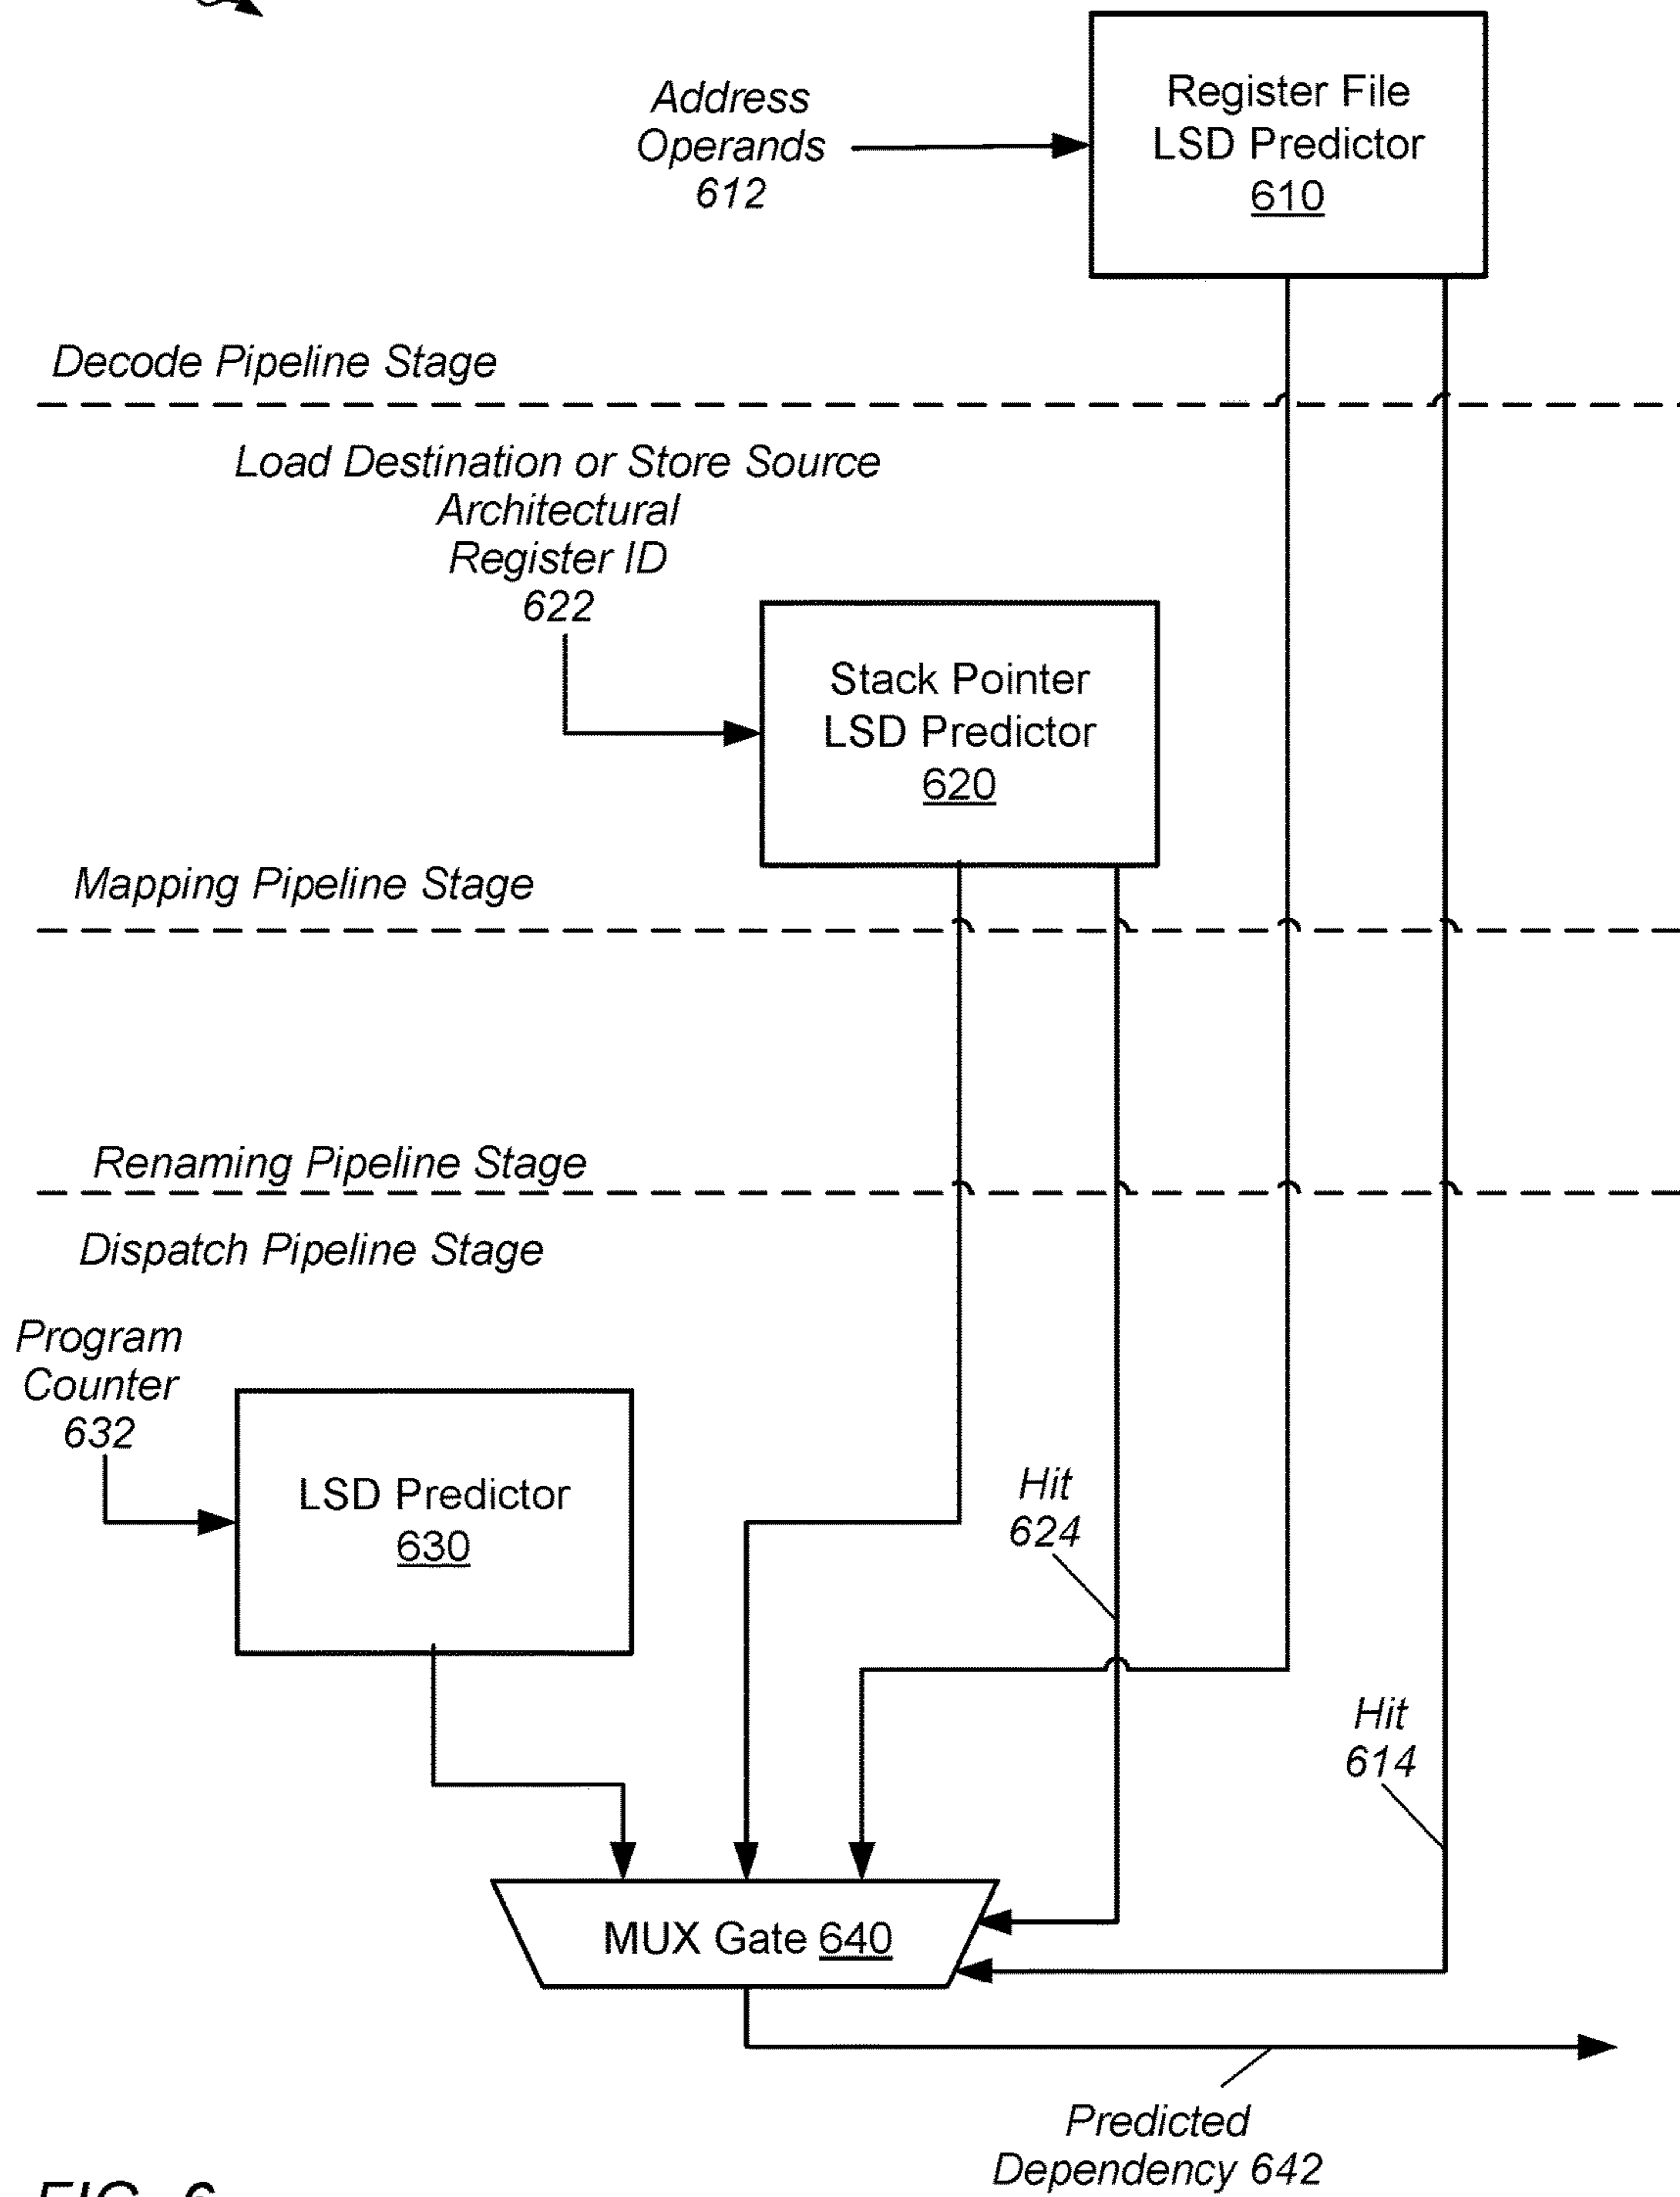 Address
Operands
612
Register File
LSD Predictor
610
Decode Pipeline Stage
Load Destination or Store Source
Architectural
Register ID
622
Stack Pointer
LSD Predictor
620
Mapping Pipeline Stage
Renaming Pipeline Stage
Dispatch Pipeline Stage
Program
Counter
632
LSD Predictor
630
Hit
624
Hit
614
MUX Gate 640
Predicted
Dependency 642
FIG. 6